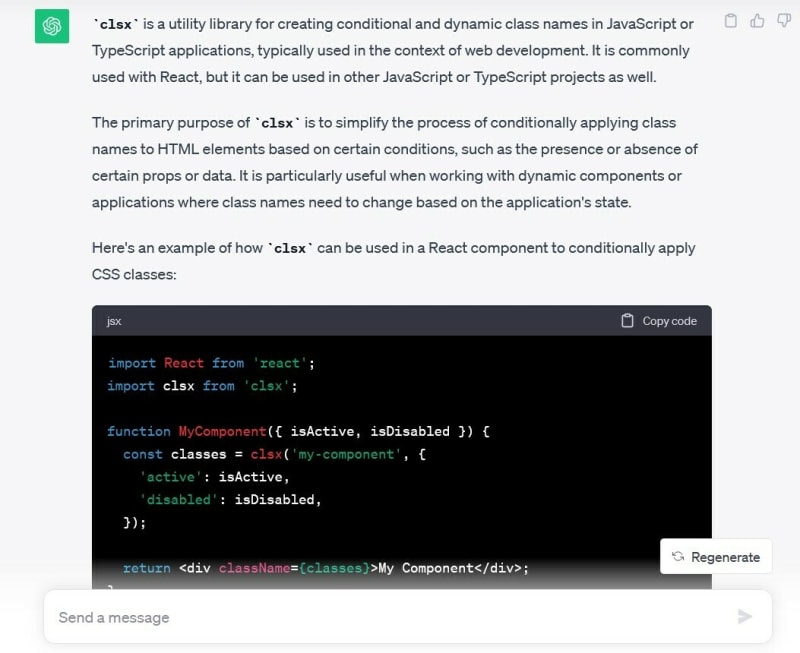 `clsx` is a utility library for creating conditional and dynamic class names in JavaScript or
TypeScript applications, typically used in the context of web development. It is commonly
used with React, but it can be used in other JavaScript or TypeScript projects as well.
The primary purpose of `clsx` is to simplify the process of conditionally applying class
names to HTML elements based on certain conditions, such as the presence or absence of
certain props or data. It is particularly useful when working with dynamic components or
applications where class names need to change based on the application's state.
Here's an example of how `clsx` can be used in a React component to conditionally apply
CSS classes:
jsx Copy code
import React from 'react';
import clsx from 'clsx';
function MyComponent({ isActive, isDisabled }) {
const classes = clsx('my-component', {
'active': isActive,
'disabled': isDisabled,
});
return <div className={classes}>My Component</div>;
Regenerate
Send a message